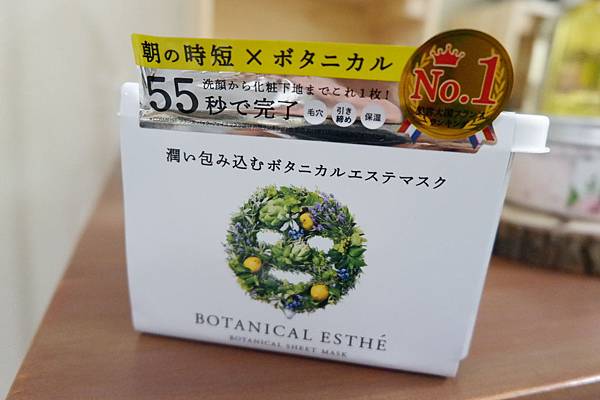 朝の時短×ボタニカル
洗顔から化粧下地までこれ1枚!
55秒で完了
毛穴
引き
締め
保湿
No.1
潤い包み込むボタニカルエステマスク
BOTANICAL ESTHÉ
BOTANICAL SHEET MASK